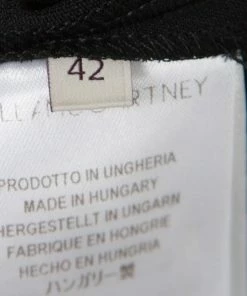 42
PRODOTTO IN UNGHERIA
MADE IN HUNGARY
HERGESTELLT IN UNGARN
FABRIQUE EN HONGRIE
HECHO EN HUNGRIA
ハンガリー製